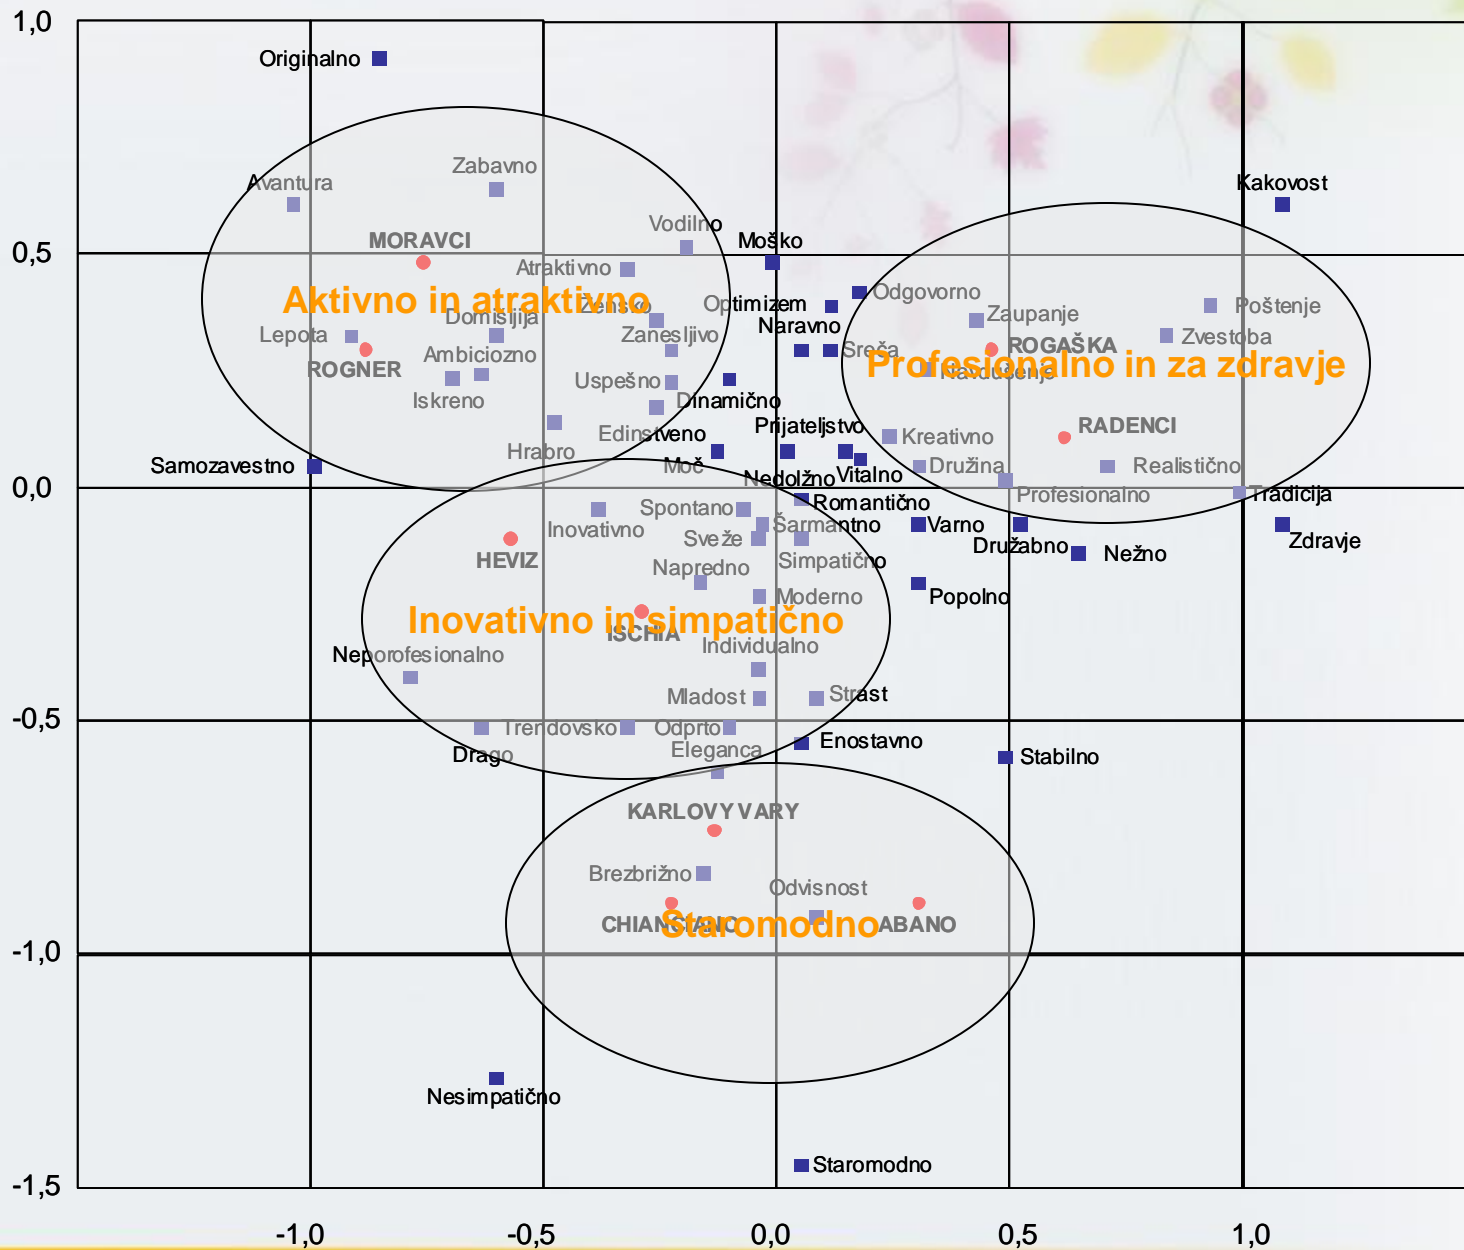 1,0
Originalno
Zabavno
Avantura
Kakovost
Vodilno
MORAVCI
Moško
0,5
Atraktivno
Odgovorno
Aktivno in atraktivno
Žensko
Optimizem
Poštenje
Domišljija
Zaupanje
Naravno
Lepota
Zanesljivo
Zvestoba
ROGAŠKA
Sreča
Ambiciozno
Profesionalno in za zdravje
ROGNER
Navdušenje
Uspešno
Iskreno
Dinamično
Prijateljstvo
RADENCI
Edinstveno
Kreativno
Hrabro
Samozavestno
Moč
Družina
Realistično
Nedolžno
Vitalno
0,0
Profesionalno
Tradicija
Romantično
Spontano
Inovativno
Šarmantno
Varno
Sveže
Družabno
Zdravje
Nežno
HEVIZ
Simpatično
Napredno
Moderno
Popolno
Inovativno in simpatično
ISCHIA
Individualno
Neporofesionalno
Mladost
Strast
-0,5
Trendovsko
Odprto
Enostavno
Eleganca
Drago
Stabilno
KARLOVY VARY
Brezbrižno
Odvisnost
CHIANCIANO
Staromodno
ABANO
-1,0
Nesimpatično
Staromodno
-1,5
-1,0
-0,5
0,0
0,5
1,0